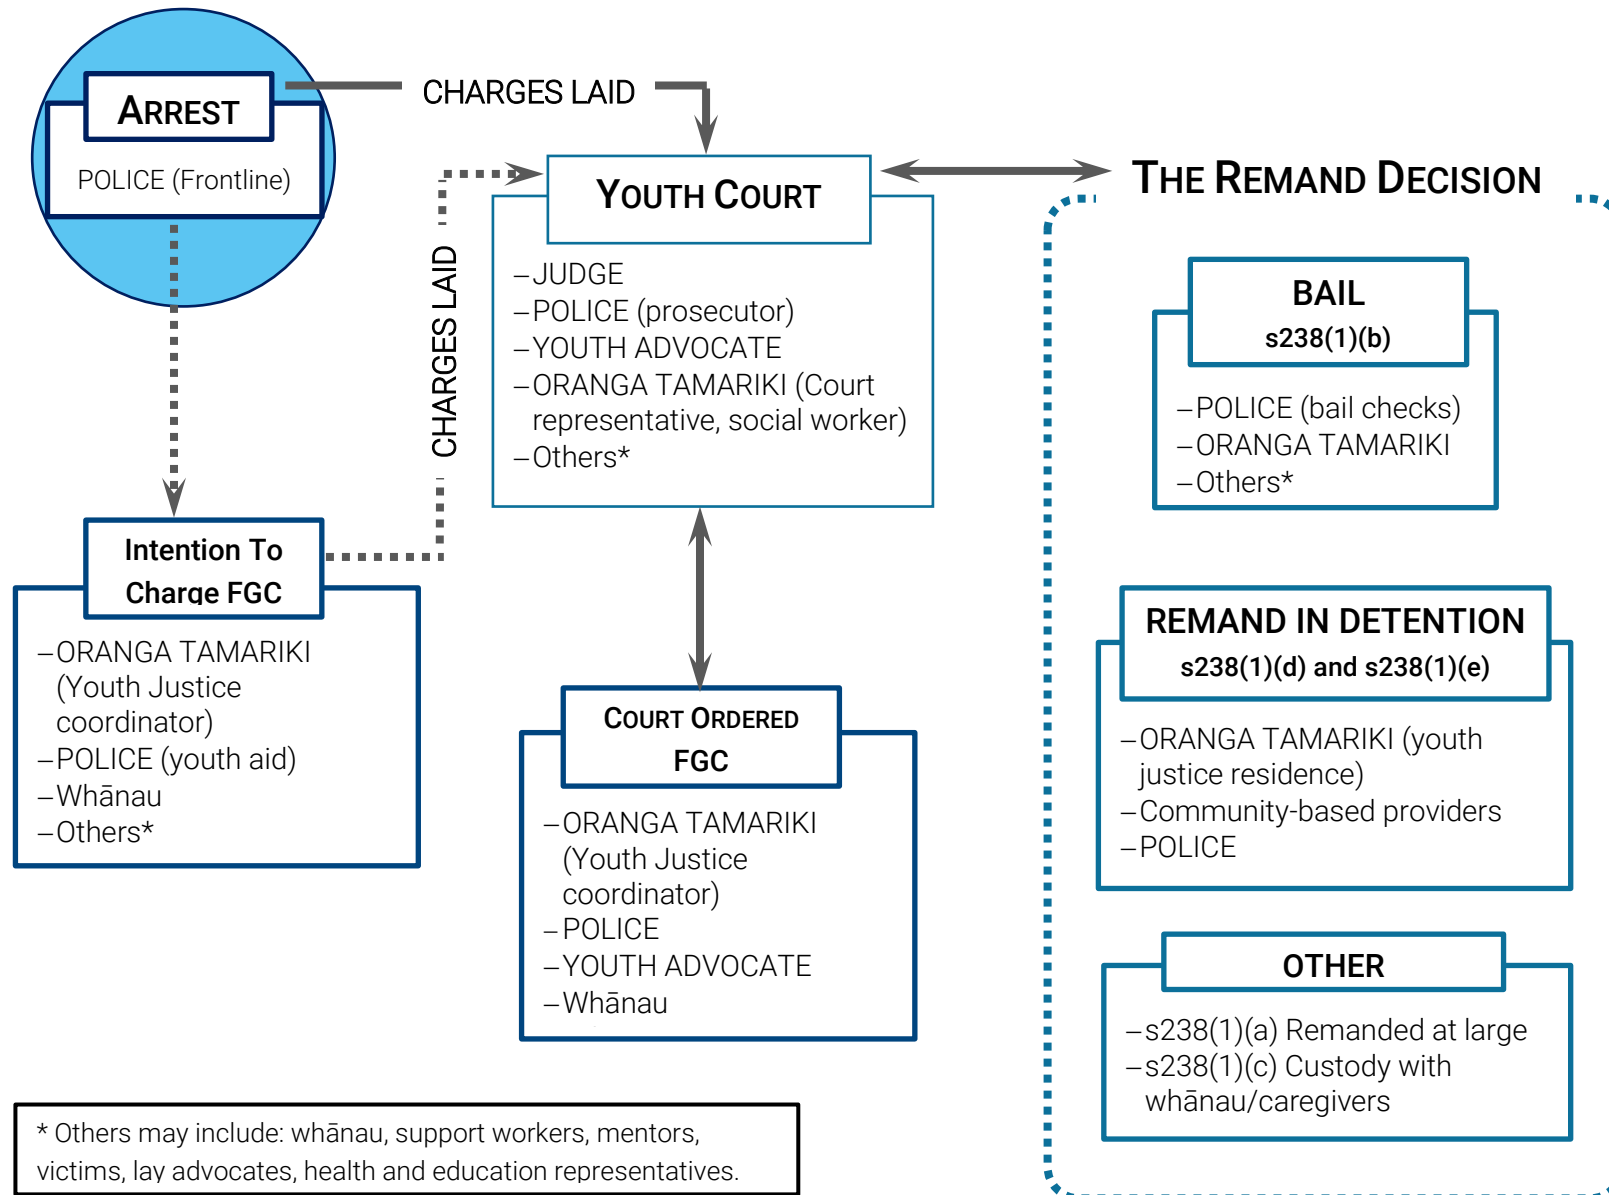 ARREST
POLICE (Frontline)
CHARGES LAID
CHARGES LAID
YOUTH COURT
–JUDGE
–POLICE (prosecutor)
–YOUTH ADVOCATE
–ORANGA TAMARIKI (Court
representative, social worker)
–Others*
Intention To
Charge FGC
–ORANGA TAMARIKI
(Youth Justice
coordinator)
–POLICE (youth aid)
–Whānau
–Others*
COURT ORDERED
FGC
–ORANGA TAMARIKI
(Youth Justice
coordinator)
–POLICE
–YOUTH ADVOCATE
–Whānau
THE REMAND DECISION
BAIL
s238(1)(b)
–POLICE (bail checks)
–ORANGA TAMARIKI
–Others*
REMAND IN DETENTION
s238(1)(d) and s238(1)(e)
–ORANGA TAMARIKI (youth
justice residence)
–Community-based providers
–POLICE
OTHER
–s238(1)(a) Remanded at large
–s238(1)(c) Custody with
whānau/caregivers
* Others may include: whānau, support workers, mentors,
victims, lay advocates, health and education representatives.